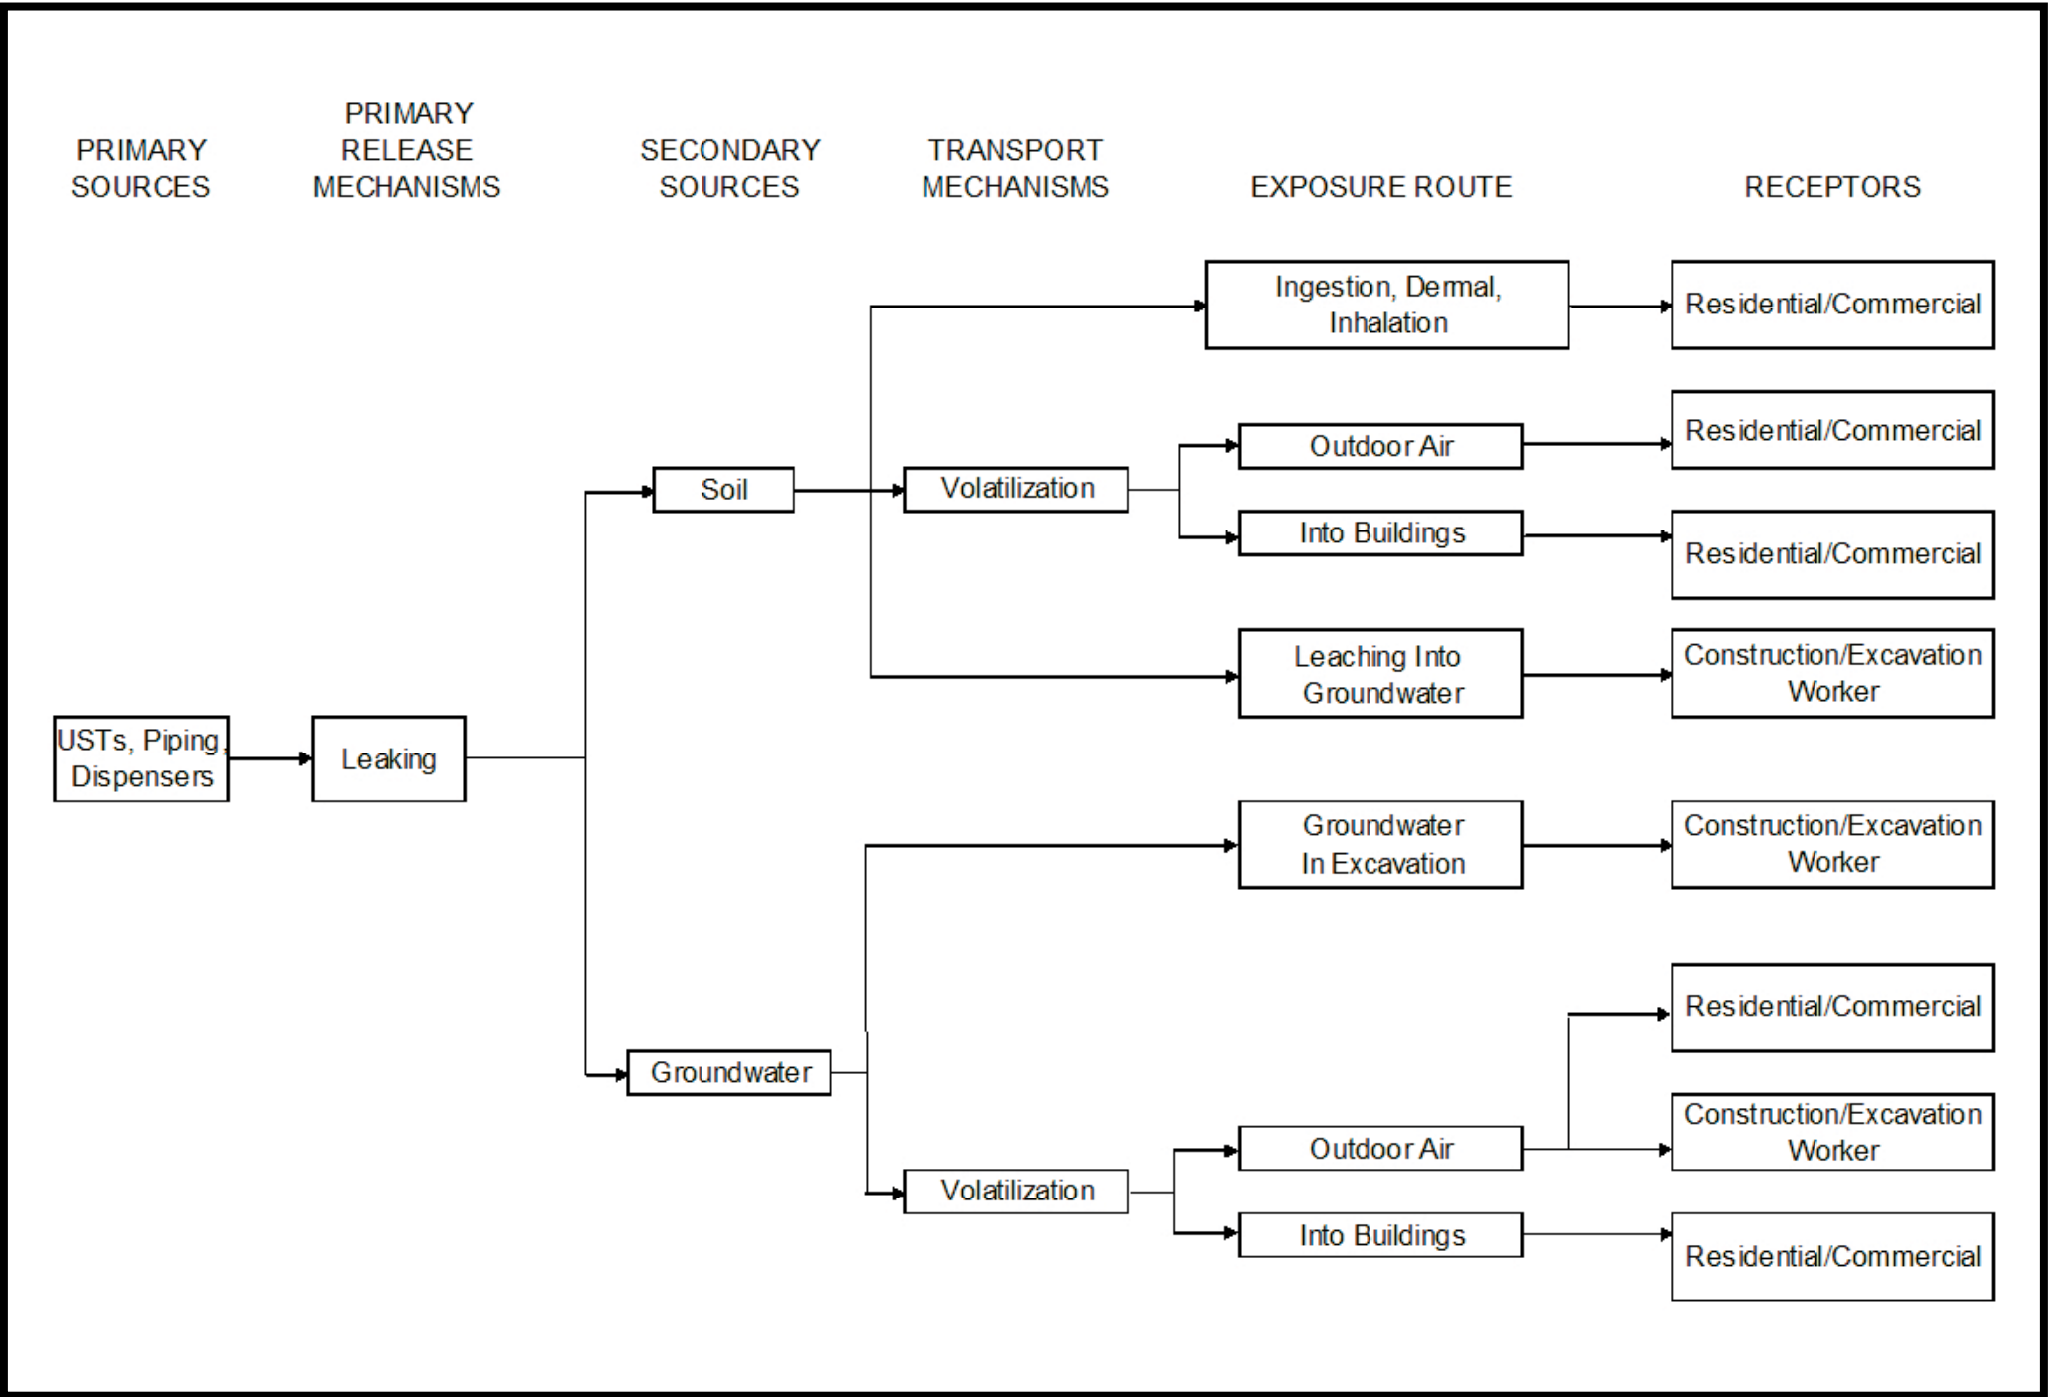 PRIMARY
SOURCES
PRIMARY
RELEASE
MECHANISMS
SECONDARY
SOURCES
TRANSPORT
MECHANISMS
EXPOSURE ROUTE
RECEPTORS
USTs, Piping,
Dispensers
Leaking
Soil
Groundwater
Volatilization
Volatilization
Ingestion, Dermal,
Inhalation
Outdoor Air
Into Buildings
Leaching Into
Groundwater
Groundwater
In Excavation
Outdoor Air
Into Buildings
Residential/Commercial
Residential/Commercial
Residential/Commercial
Construction/Excavation
Worker
Construction/Excavation
Worker
Residential/Commercial
Construction/Excavation
Worker
Residential/Commercial